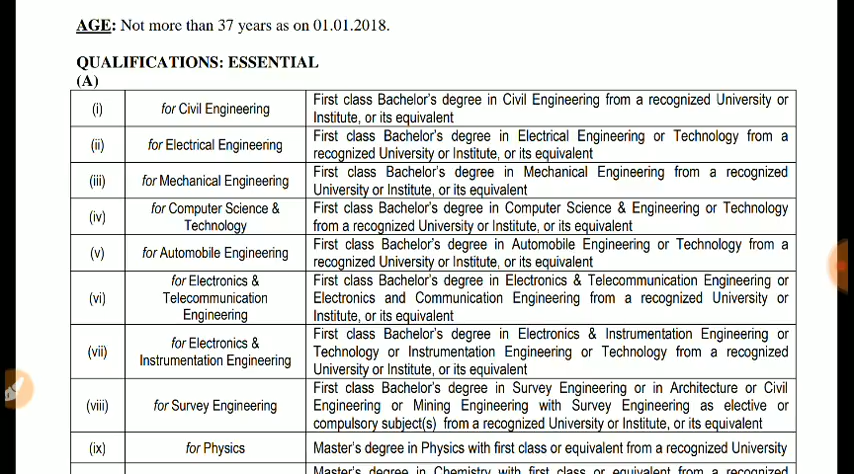 AGE: Not more than 37 years as on 01.01.2018.
QUALIFICATIONS: ESSENTIAL
(A)
(i) for Civil Engineering First class Bachelor's degree in Civil Engineering from a recognized University or
Institute, or its equivalent
(ii) for Electrical Engineering First class Bachelor's degree in Electrical Engineering or Technology from a
recognized University or Institute, or its equivalent
(iii) for Mechanical Engineering First class Bachelor's degree in Mechanical Engineering from a recognized
University or Institute, or its equivalent
(iv) for Computer Science &
Technology
First class Bachelor's degree in Computer Science & Engineering or Technology
from a recognized University or Institute, or its equivalent
(v) for Automobile Engineering First class Bachelor's degree in Automobile Engineering or Technology from a
recognized University or Institute, or its equivalent
(vi) for Electronics &
Telecommunication
Engineering
First class Bachelor's degree in Electronics & Telecommunication Engineering or
Electronics and Communication Engineering from a recognized University or
Institute, or its equivalent
(vii) for Electronics &
Instrumentation Engineering
First class Bachelor's degree in Electronics & Instrumentation Engineering or
Technology or Instrumentation Engineering or Technology from a recognized
University or Institute, or its equivalent
(viii) for Survey Engineering First class Bachelor's degree in Survey Engineering or in Architecture or Civil
Engineering or Mining Engineering with Survey Engineering as elective or
compulsory subject(s) from a recognized University or Institute, or its equivalent
(ix) for Physics Master's degree in Physics with first class or equivalent from a recognized University
Master's degree in Chemistry with first class or equivalent from a recognized